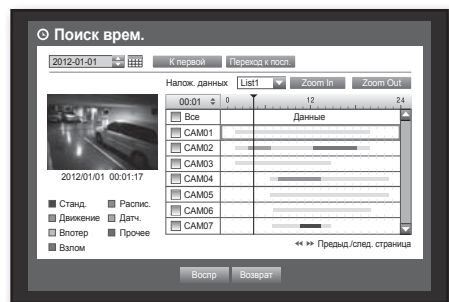 Поиск врем.
2012-01-01 К первой Переход к посл.
Налож. данных List1 Zoom In Zoom Out
00:01 0 12 24
Все Данные
CAM01
CAM02
CAM03
CAM04
CAM05
CAM06
CAM07
2012/01/01 00:01:17
Станд. Распис.
Движение Датч.
Впотер Прочее
Взлом
Предыд./след. страница
Воспр Возврат